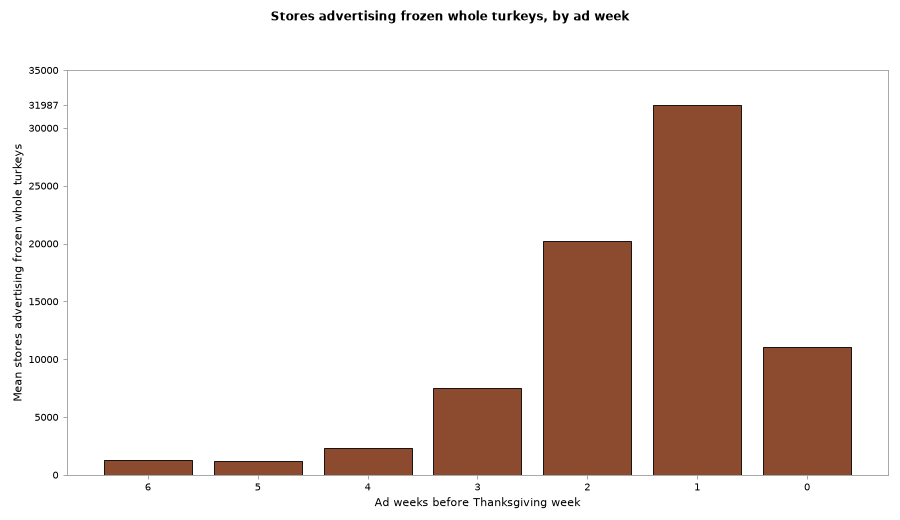 Stores advertising frozen whole turkeys, by ad week
Mean stores advertising frozen whole turkeys
35000
31987
30000
25000
20000
15000
10000
5000
0
6 5 4 3 2 1 0
Ad weeks before Thanksgiving week